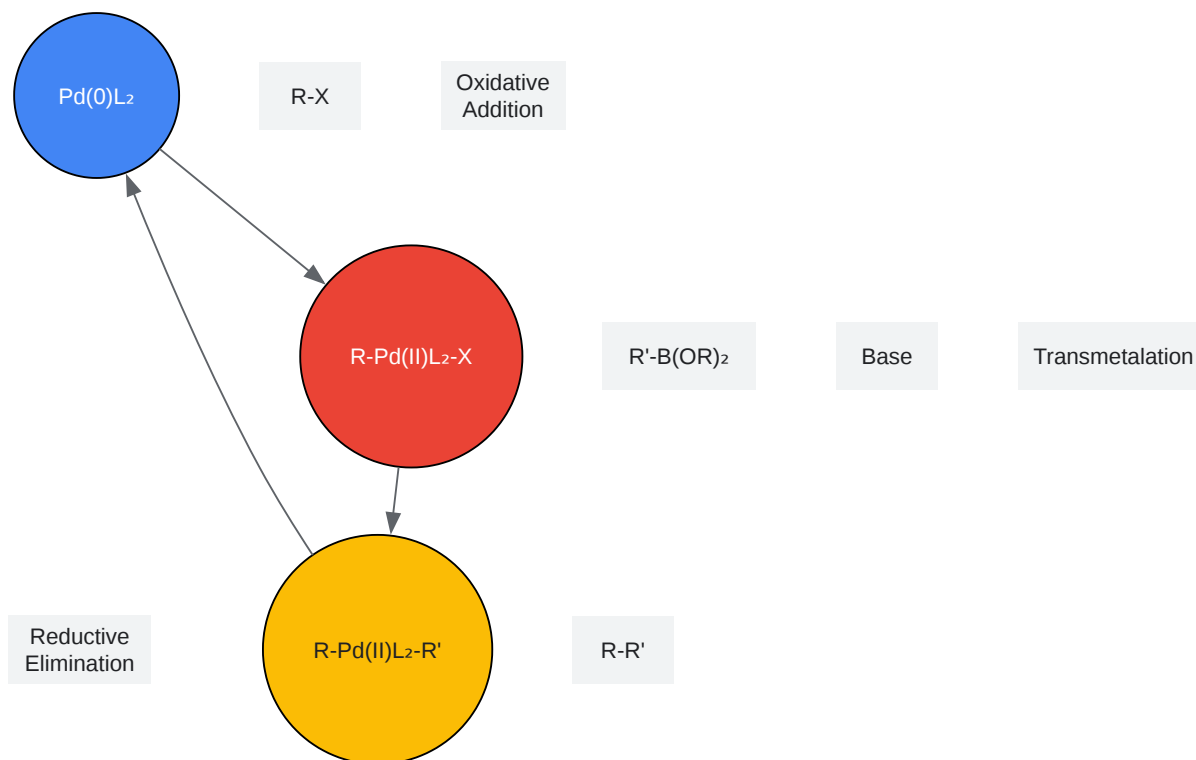 Pd(0)L₂
R-X
Oxidative
Addition
R-Pd(II)L₂-X
R'-B(OR)₂
Base
Transmetalation
Reductive
Elimination
R-Pd(II)L₂-R'
R-R'